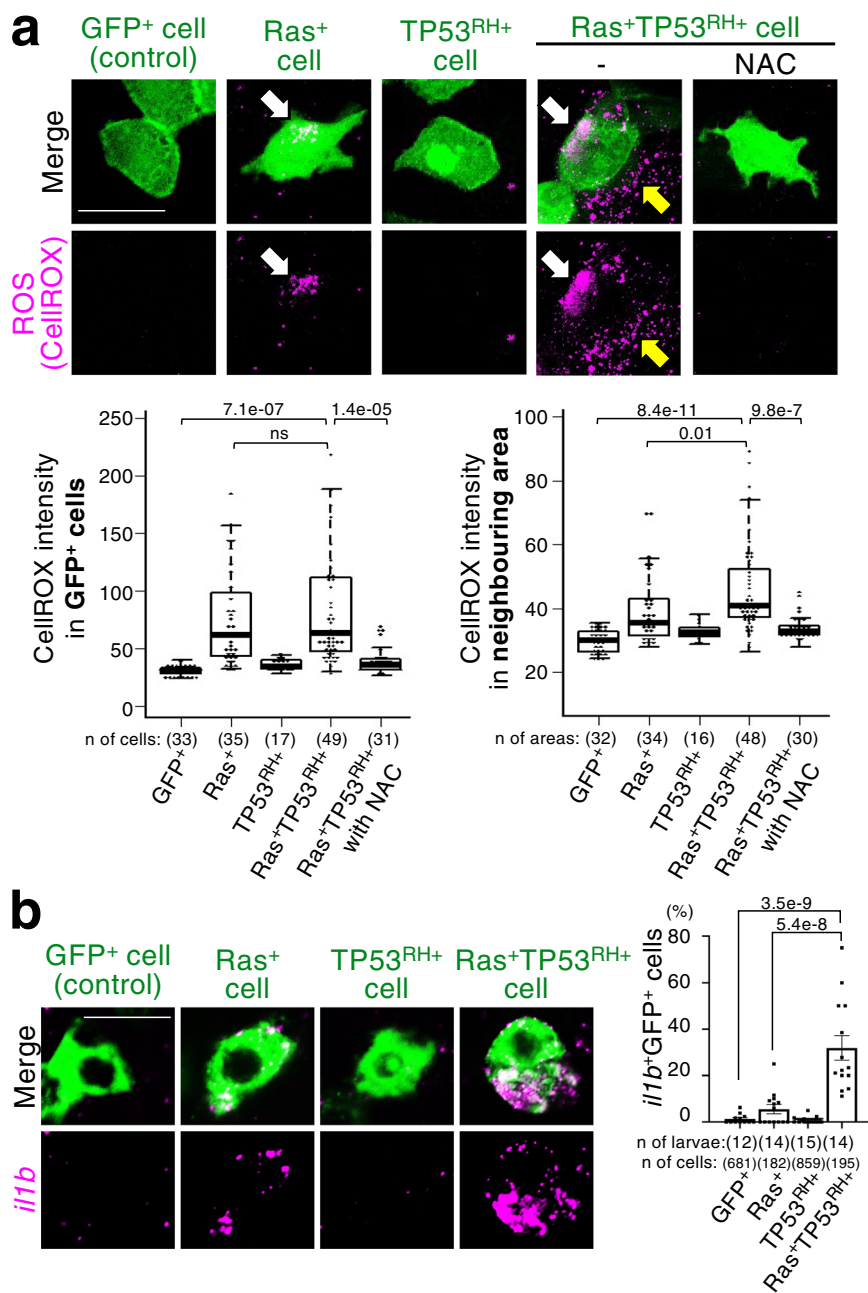 a
GFP⁺ cell (control)
Ras⁺ cell
TP53ᴿᴴ⁺ cell
Ras⁺TP53ᴿᴴ⁺ cell
-
NAC
Merge
ROS (CellROX)
CellROX intensity
in GFP⁺ cells
250
200
150
100
50
0
7.1e-07
1.4e-05
ns
n of cells: (33) (35) (17) (49) (31)
GFP⁺
Ras⁺
TP53ᴿᴴ⁺
Ras⁺TP53ᴿᴴ⁺
Ras⁺TP53ᴿᴴ⁺ with NAC
CellROX intensity
in neighbouring area
100
80
60
40
20
8.4e-11
9.8e-7
0.01
n of areas: (32) (34) (16) (48) (30)
GFP⁺
Ras⁺
TP53ᴿᴴ⁺
Ras⁺TP53ᴿᴴ⁺
Ras⁺TP53ᴿᴴ⁺ with NAC
b
GFP⁺ cell (control)
Ras⁺ cell
TP53ᴿᴴ⁺ cell
Ras⁺TP53ᴿᴴ⁺ cell
Merge
il1b
il1b⁺GFP⁺ cells
(%)
80
60
40
20
0
3.5e-9
5.4e-8
n of larvae: (12) (14) (15) (14)
n of cells: (681) (182) (859) (195)
GFP⁺
Ras⁺
TP53ᴿᴴ⁺
Ras⁺TP53ᴿᴴ⁺